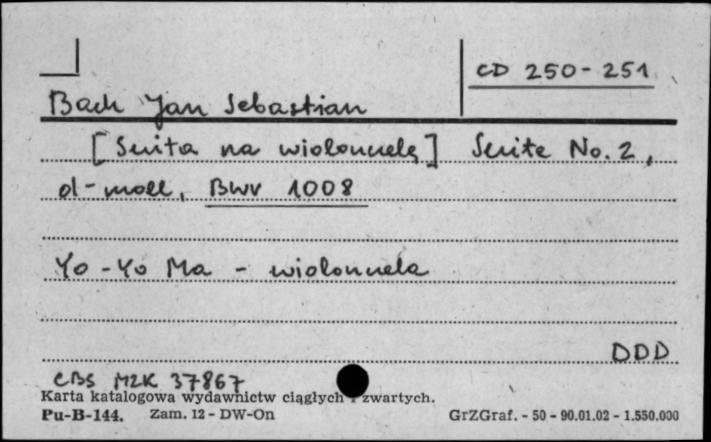 CD 250-251
Bach Jan Sebastian
[Suita na wiolonczelę] Suite No. 2,
d-moll, BWV 1008
Yo-Yo Ma - wiolonczela
DDD
CBS M2K 37867
Karta katalogowa wydawnictw ciągłych i zwartych.
Pu-B-144. Zam. 12 - DW-On GrZGraf. - 50 - 90.01.02 - 1.550.000